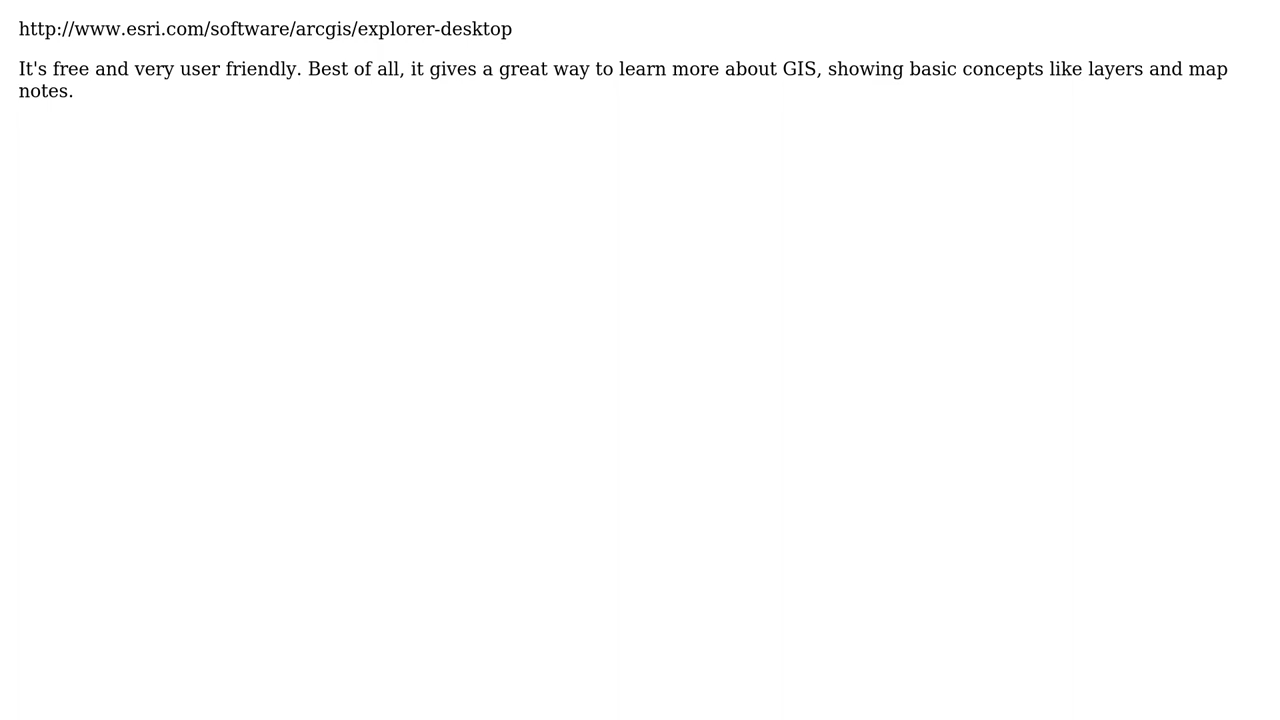 http://www.esri.com/software/arcgis/explorer-desktop
It's free and very user friendly. Best of all, it gives a great way to learn more about GIS, showing basic concepts like layers and map
notes.